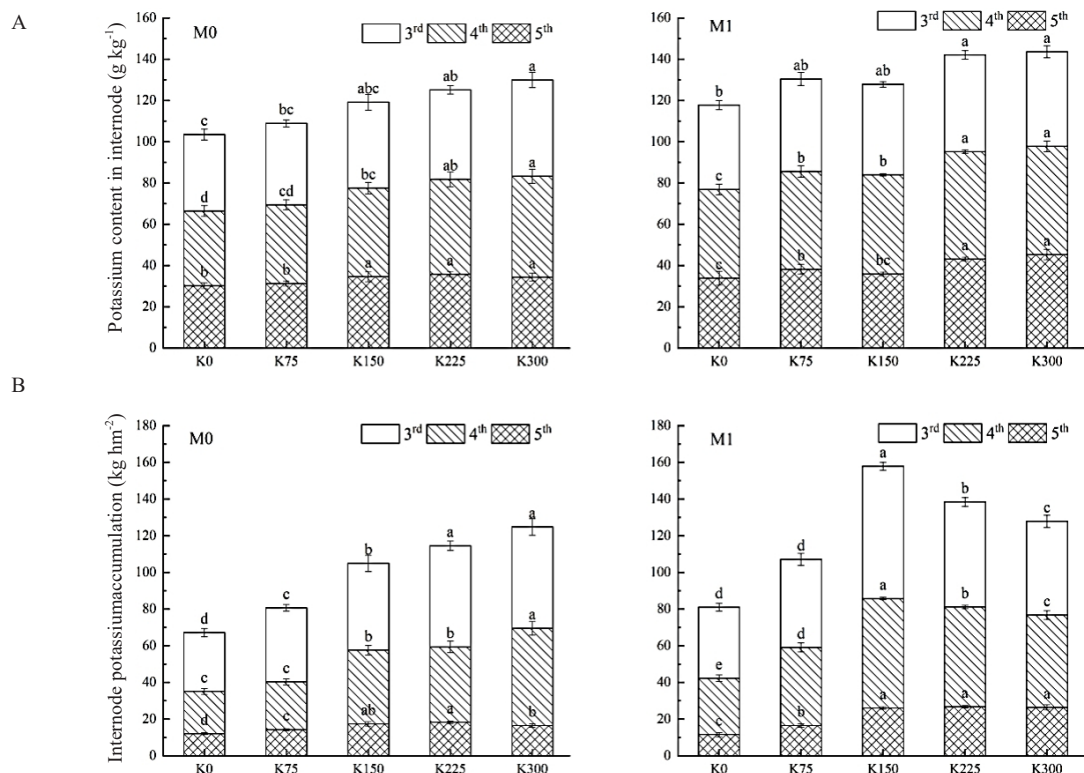 A
Potassium content in internode (g kg⁻¹)
M0
3rd 4th 5th
160
140
120
100
80
60
40
20
0
c bc abc ab a
d cd bc ab a
b b a a a
K0 K75 K150 K225 K300
M1
3rd 4th 5th
160
140
120
100
80
60
40
20
0
b ab ab a a
c b b a a
c b bc a a
K0 K75 K150 K225 K300
B
Internode potassiumaccumulation (kg hm⁻²)
M0
3rd 4th 5th
180
160
140
120
100
80
60
40
20
0
d c b a a
c c b b a
d c ab a b
K0 K75 K150 K225 K300
M1
3rd 4th 5th
180
160
140
120
100
80
60
40
20
0
d d a b c
e d a b c
c b a a a
K0 K75 K150 K225 K300